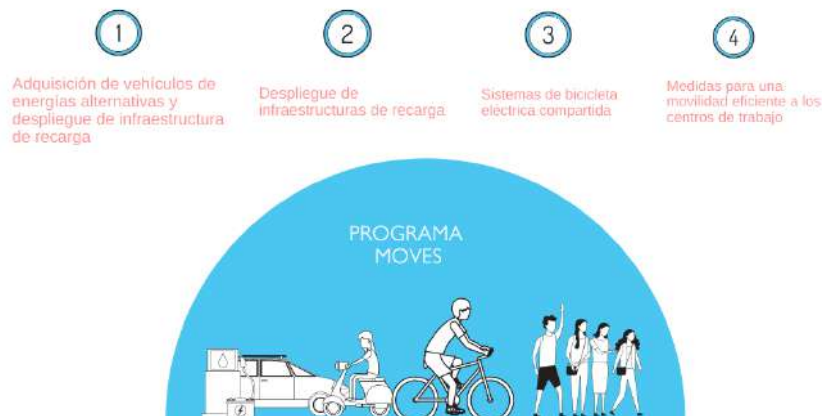 1
Adquisición de vehículos de
energías alternativas y
despliegue de infraestructura
de recarga
2
Despliegue de
infraestructuras de recarga
3
Sistemas de bicicleta
eléctrica compartida
4
Medidas para una
movilidad eficiente a los
centros de trabajo
PROGRAMA
MOVES